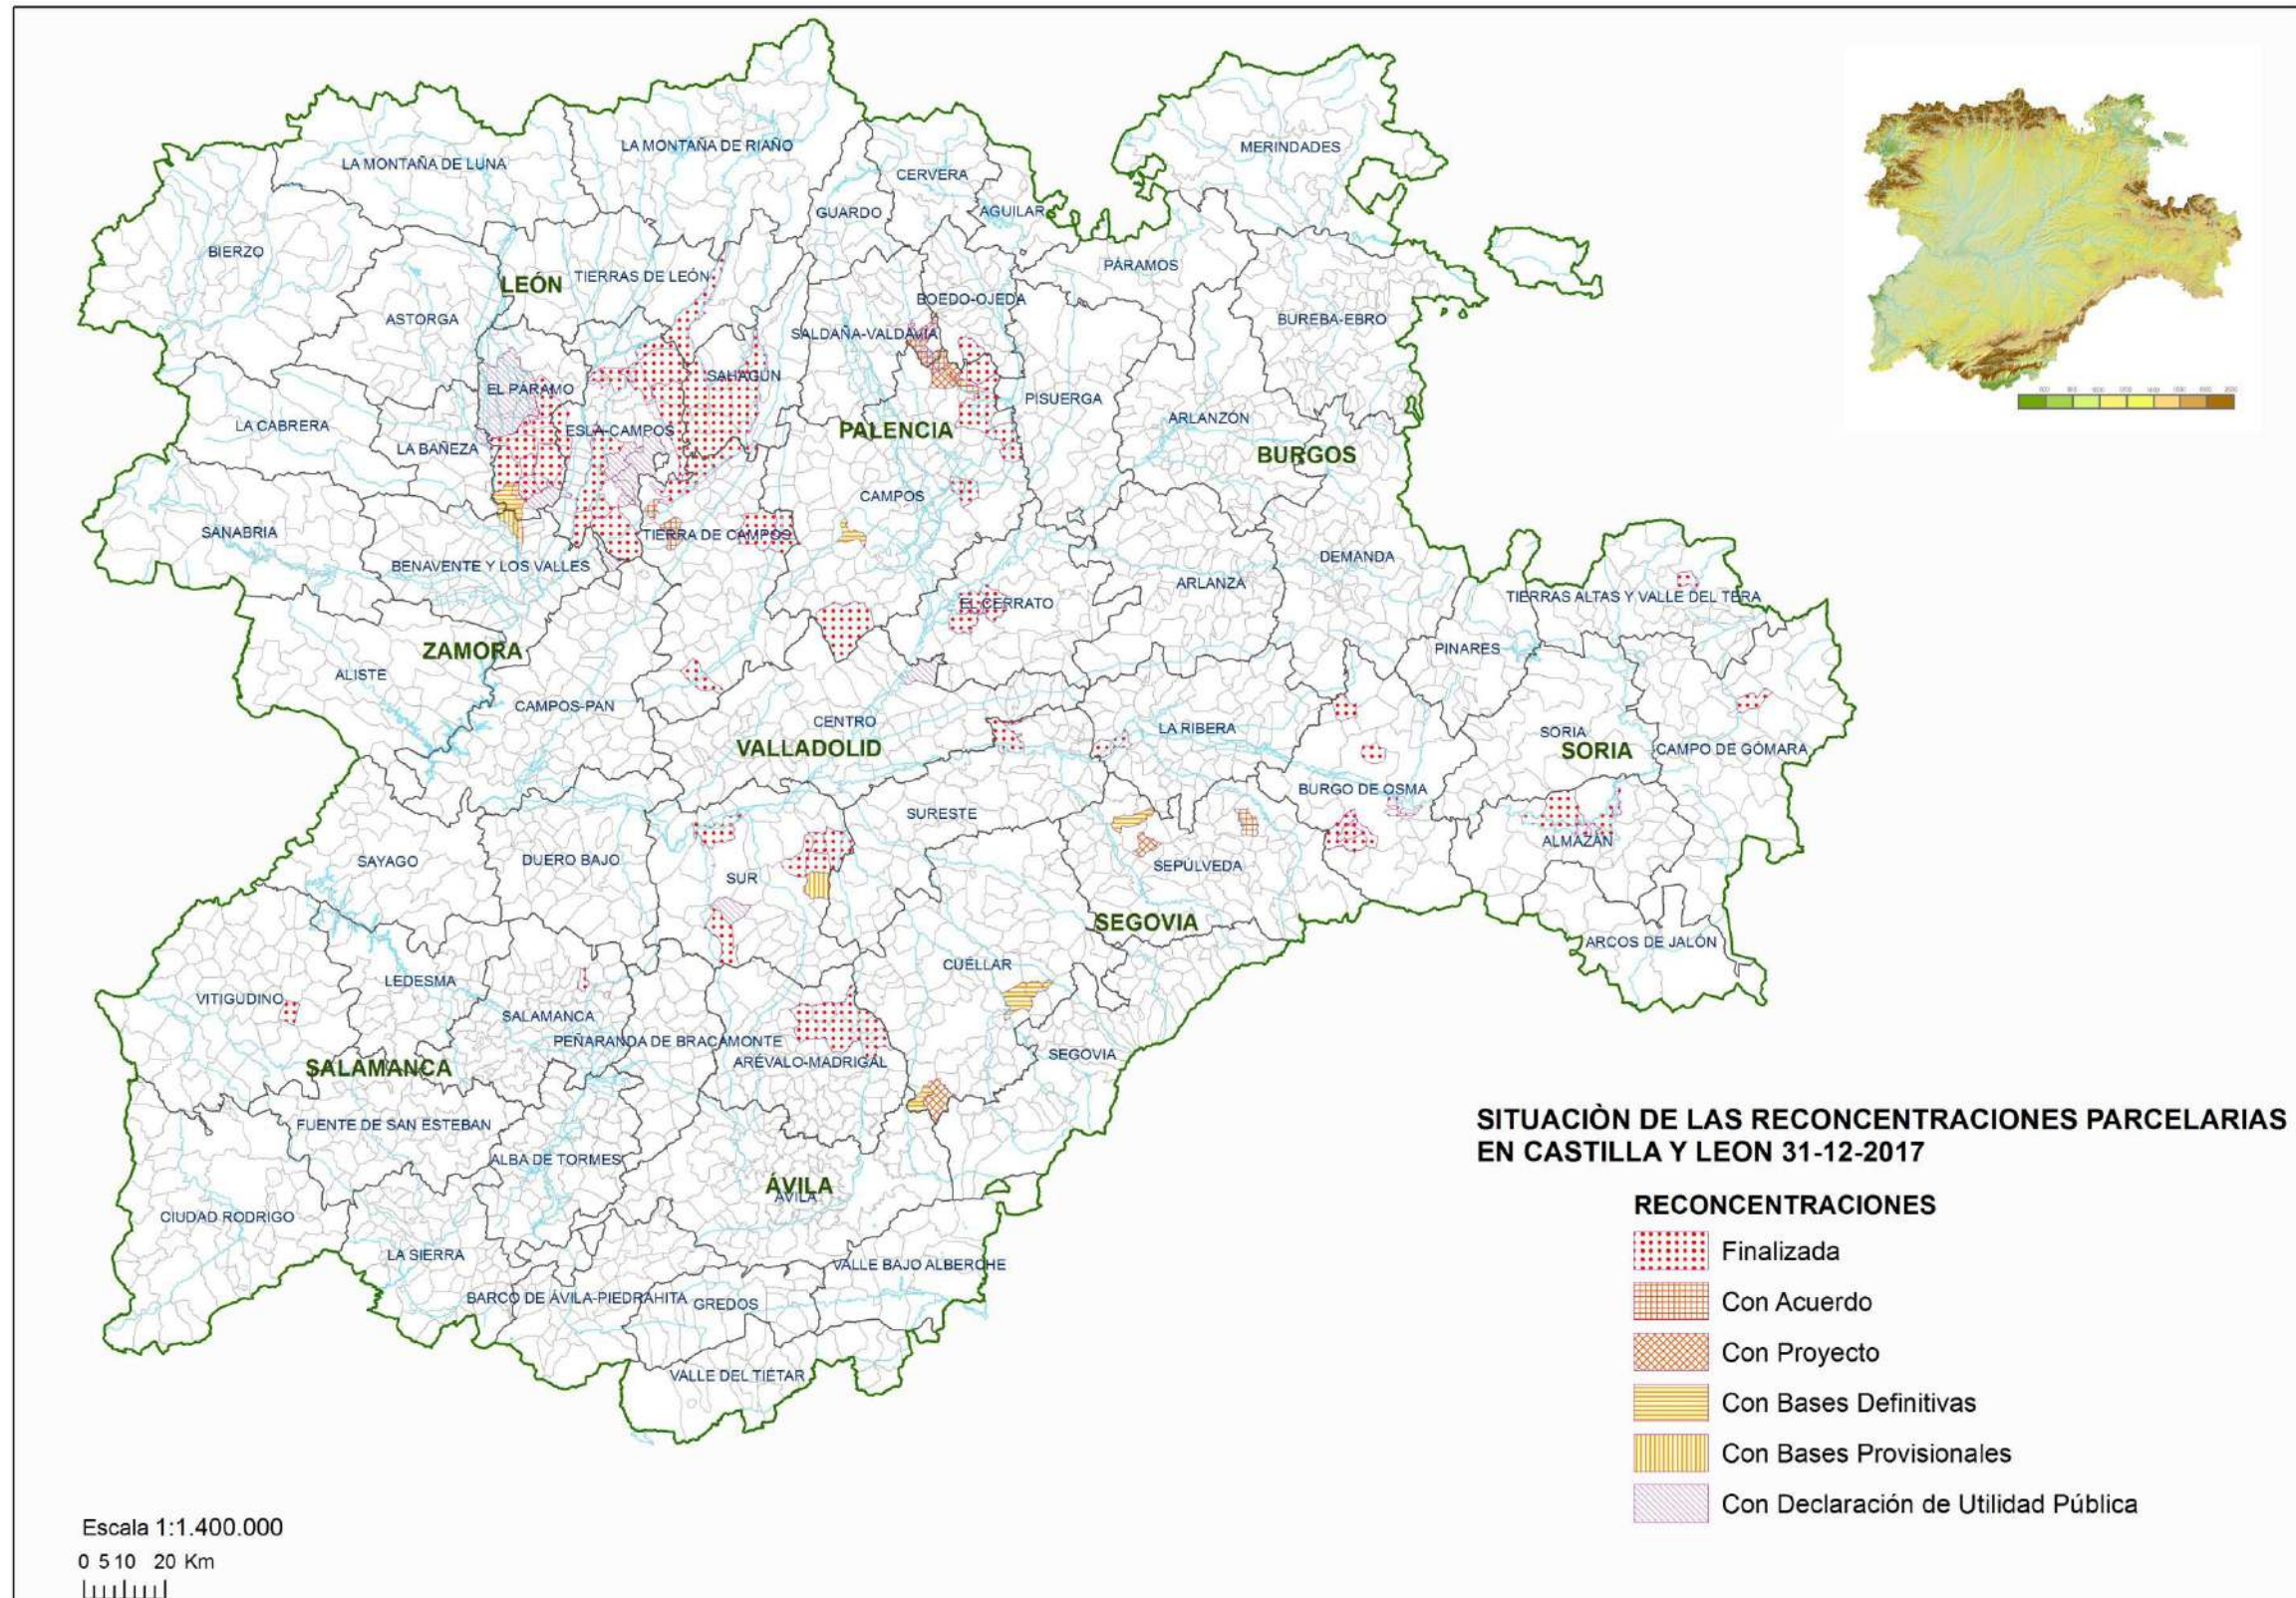 MERINDADES
LA MONTAÑA DE RIAÑO
LA MONTAÑA DE LUNA
CERVERA
GUARDO
AGUILAR
BIERZO
PÁRAMOS
LEÓN
TIERRAS DE LEÓN
BOEDO-OJEDA
ASTORGA
BUREBA-EBRO
SALDAÑA-VALDAVIA
SAHAGÚN
EL PÁRAMO
PISUERGA
ARLANZÓN
LA CABRERA
ESLA-CAMPOS
PALENCIA
LA BAÑEZA
BURGOS
CAMPOS
SANABRIA
TIERRA DE CAMPOS
DEMANDA
BENAVENTE Y LOS VALLES
ARLANZA
TIERRAS ALTAS Y VALLE DEL TERA
EL CERRATO
ZAMORA
PINARES
ALISTE
CAMPOS-PAN
CENTRO
LA RIBERA
SORIA
VALLADOLID
SORIA
CAMPO DE GÓMARA
BURGO DE OSMA
SURESTE
ALMAZÁN
SAYAGO
DUERO BAJO
SEPÚLVEDA
SUR
SEGOVIA
ARCOS DE JALÓN
CUÉLLAR
LEDESMA
VITIGUDINO
SALAMANCA
PEÑARANDA DE BRACAMONTE
SEGOVIA
ARÉVALO-MADRIGAL
SALAMANCA
FUENTE DE SAN ESTEBAN
ALBA DE TORMES
ÁVILA
ÁVILA
CIUDAD RODRIGO
LA SIERRA
VALLE BAJO ALBERCHE
BARCO DE ÁVILA-PIEDRAHITA
GREDOS
VALLE DEL TIÉTAR
SITUACIÒN DE LAS RECONCENTRACIONES PARCELARIAS
EN CASTILLA Y LEON 31-12-2017
RECONCENTRACIONES
Finalizada
Con Acuerdo
Con Proyecto
Con Bases Definitivas
Con Bases Provisionales
Con Declaración de Utilidad Pública
Escala 1:1.400.000
0 5 10 20 Km